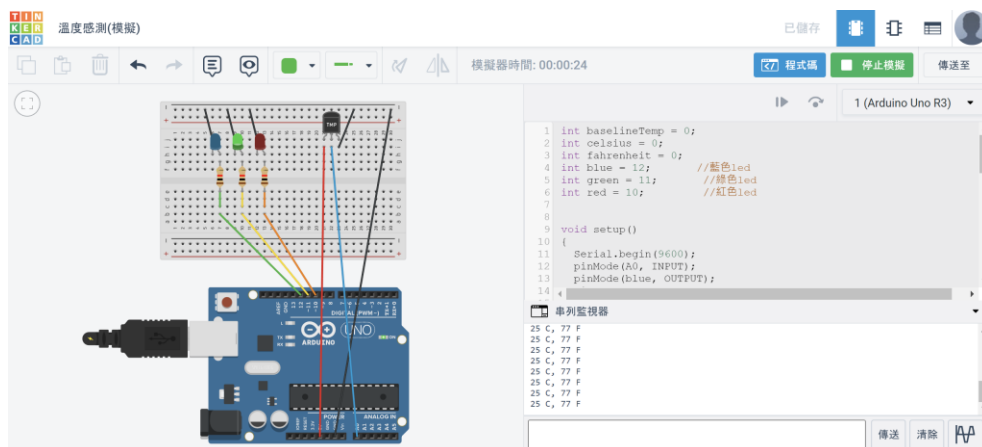 TIN
KER
CAD
溫度感測(模擬)
已儲存
模擬器時間: 00:00:24
程式碼
停止模擬
傳送至
1 (Arduino Uno R3)
1 int baselineTemp = 0;
2 int celsius = 0;
3 int fahrenheit = 0;
4 int blue = 12; //藍色led
5 int green = 11; //綠色led
6 int red = 10; //紅色led
7
8
9 void setup()
10 {
11 Serial.begin(9600);
12 pinMode(A0, INPUT);
13 pinMode(blue, OUTPUT);
14
串列監視器
25 C, 77 F
25 C, 77 F
25 C, 77 F
25 C, 77 F
25 C, 77 F
25 C, 77 F
25 C, 77 F
25 C, 77 F
傳送
清除
TMP
DIGITAL (PWM~)
UNO
ARDUINO
POWER
ANALOG IN